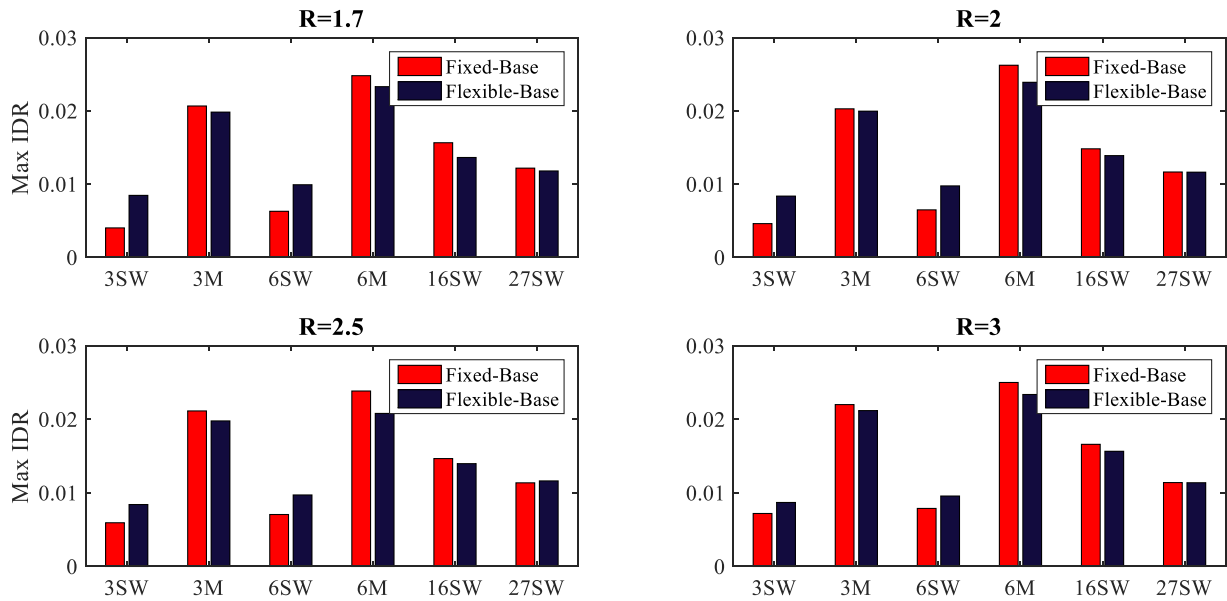 R=1.7
0.03
0.02
0.01
0
Max IDR
Fixed-Base
Flexible-Base
3SW 3M 6SW 6M 16SW 27SW
R=2
0.03
0.02
0.01
0
Fixed-Base
Flexible-Base
3SW 3M 6SW 6M 16SW 27SW
R=2.5
0.03
0.02
0.01
0
Max IDR
Fixed-Base
Flexible-Base
3SW 3M 6SW 6M 16SW 27SW
R=3
0.03
0.02
0.01
0
Fixed-Base
Flexible-Base
3SW 3M 6SW 6M 16SW 27SW